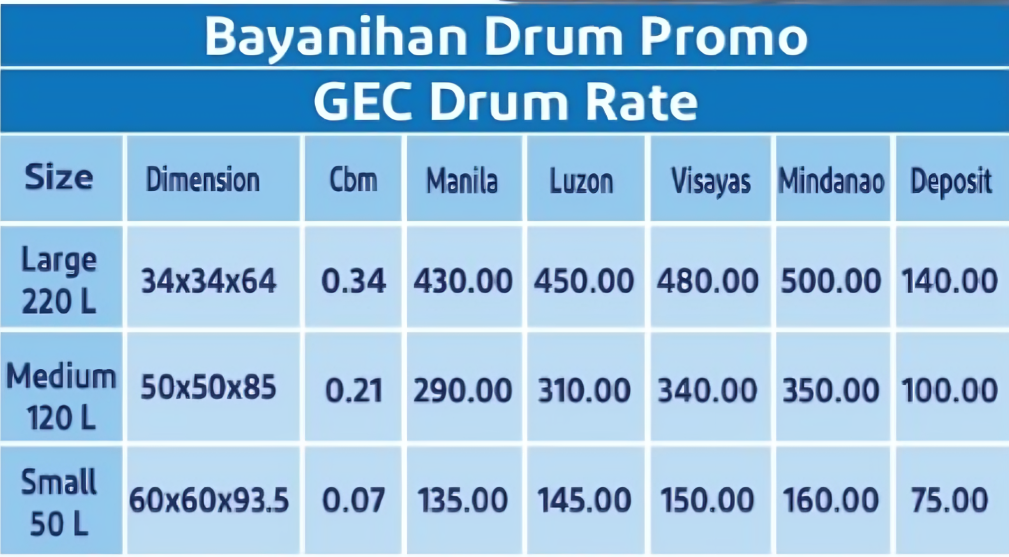 Bayanihan Drum Promo
GEC Drum Rate
Size Dimension Cbm Manila Luzon Visayas Mindanao Deposit
Large
220 L 34x34x64 0.34 430.00 450.00 480.00 500.00 140.00
Medium
120 L 50x50x85 0.21 290.00 310.00 340.00 350.00 100.00
Small
50 L 60x60x93.5 0.07 135.00 145.00 150.00 160.00 75.00